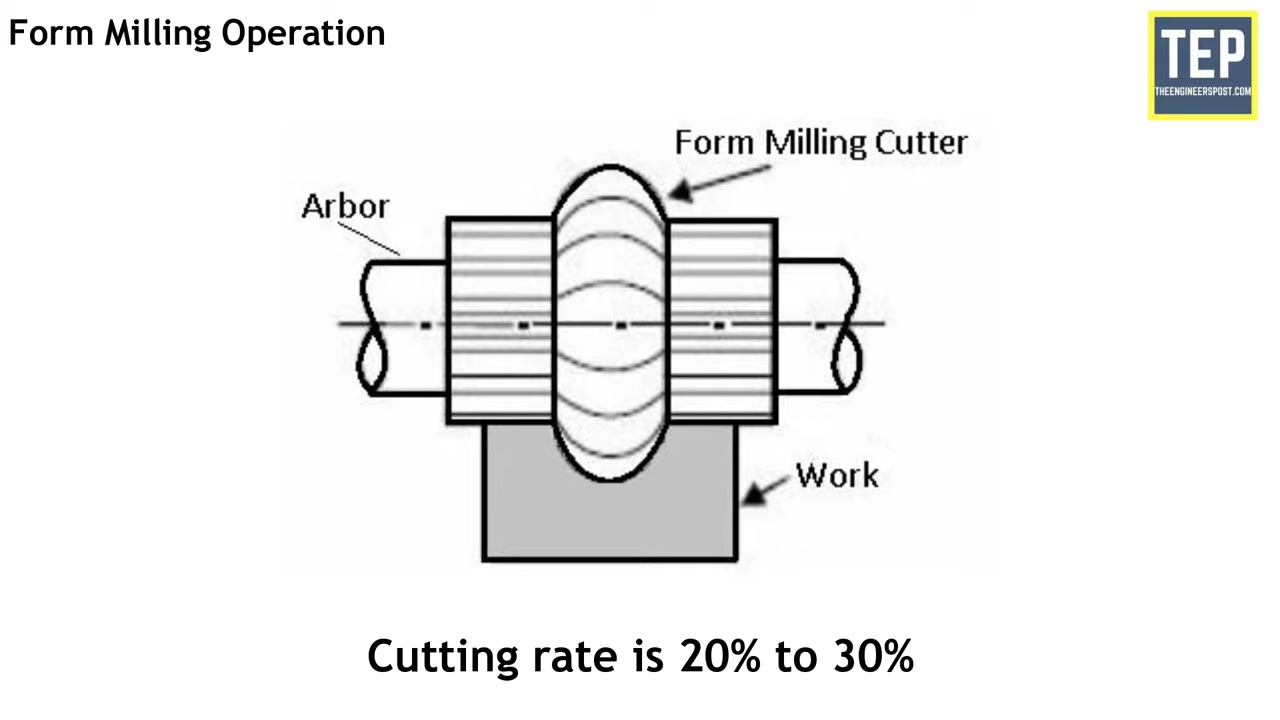 Form Milling Operation
TEP
THEENGINEERSPOST.COM
Form Milling Cutter
Arbor
Work
Cutting rate is 20% to 30%